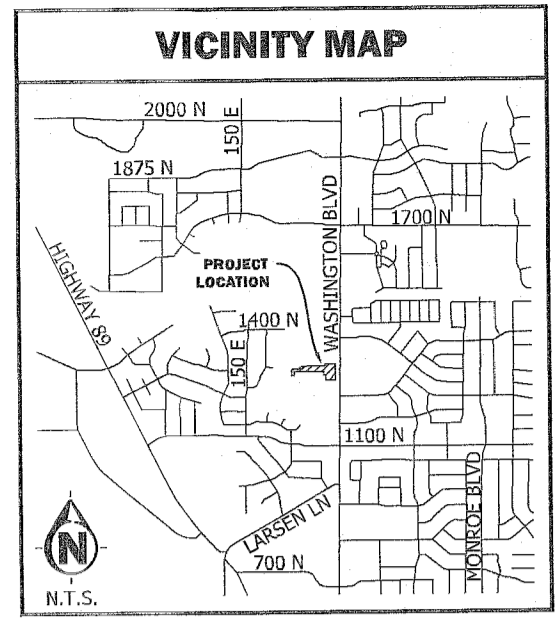 VICINITY MAP
2000 N
150 E
1875 N
WASHINGTON BLVD
1700 N
HIGHWAY 89
PROJECT
LOCATION
1400 N
150 E
1100 N
MONROE BLVD
LARSEN LN
700 N
N
N.T.S.